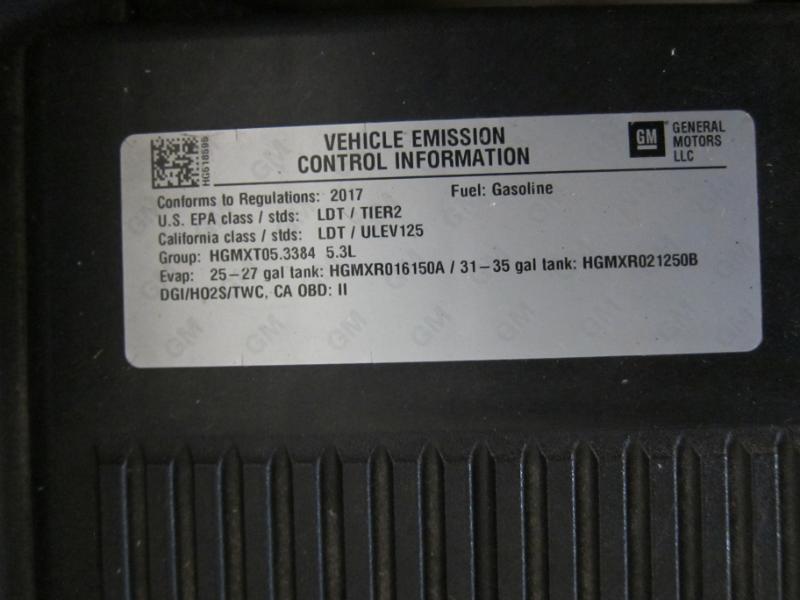 VEHICLE EMISSION
CONTROL INFORMATION
GM
GENERAL
MOTORS
LLC
Conforms to Regulations: 2017 Fuel: Gasoline
U.S. EPA class / stds: LDT / TIER2
California class / stds: LDT / ULEV125
Group: HGMXT05.3384 5.3L
Evap: 25-27 gal tank: HGMXR016150A / 31-35 gal tank: HGMXR021250B
DGI/HO2S/TWC, CA OBD: II